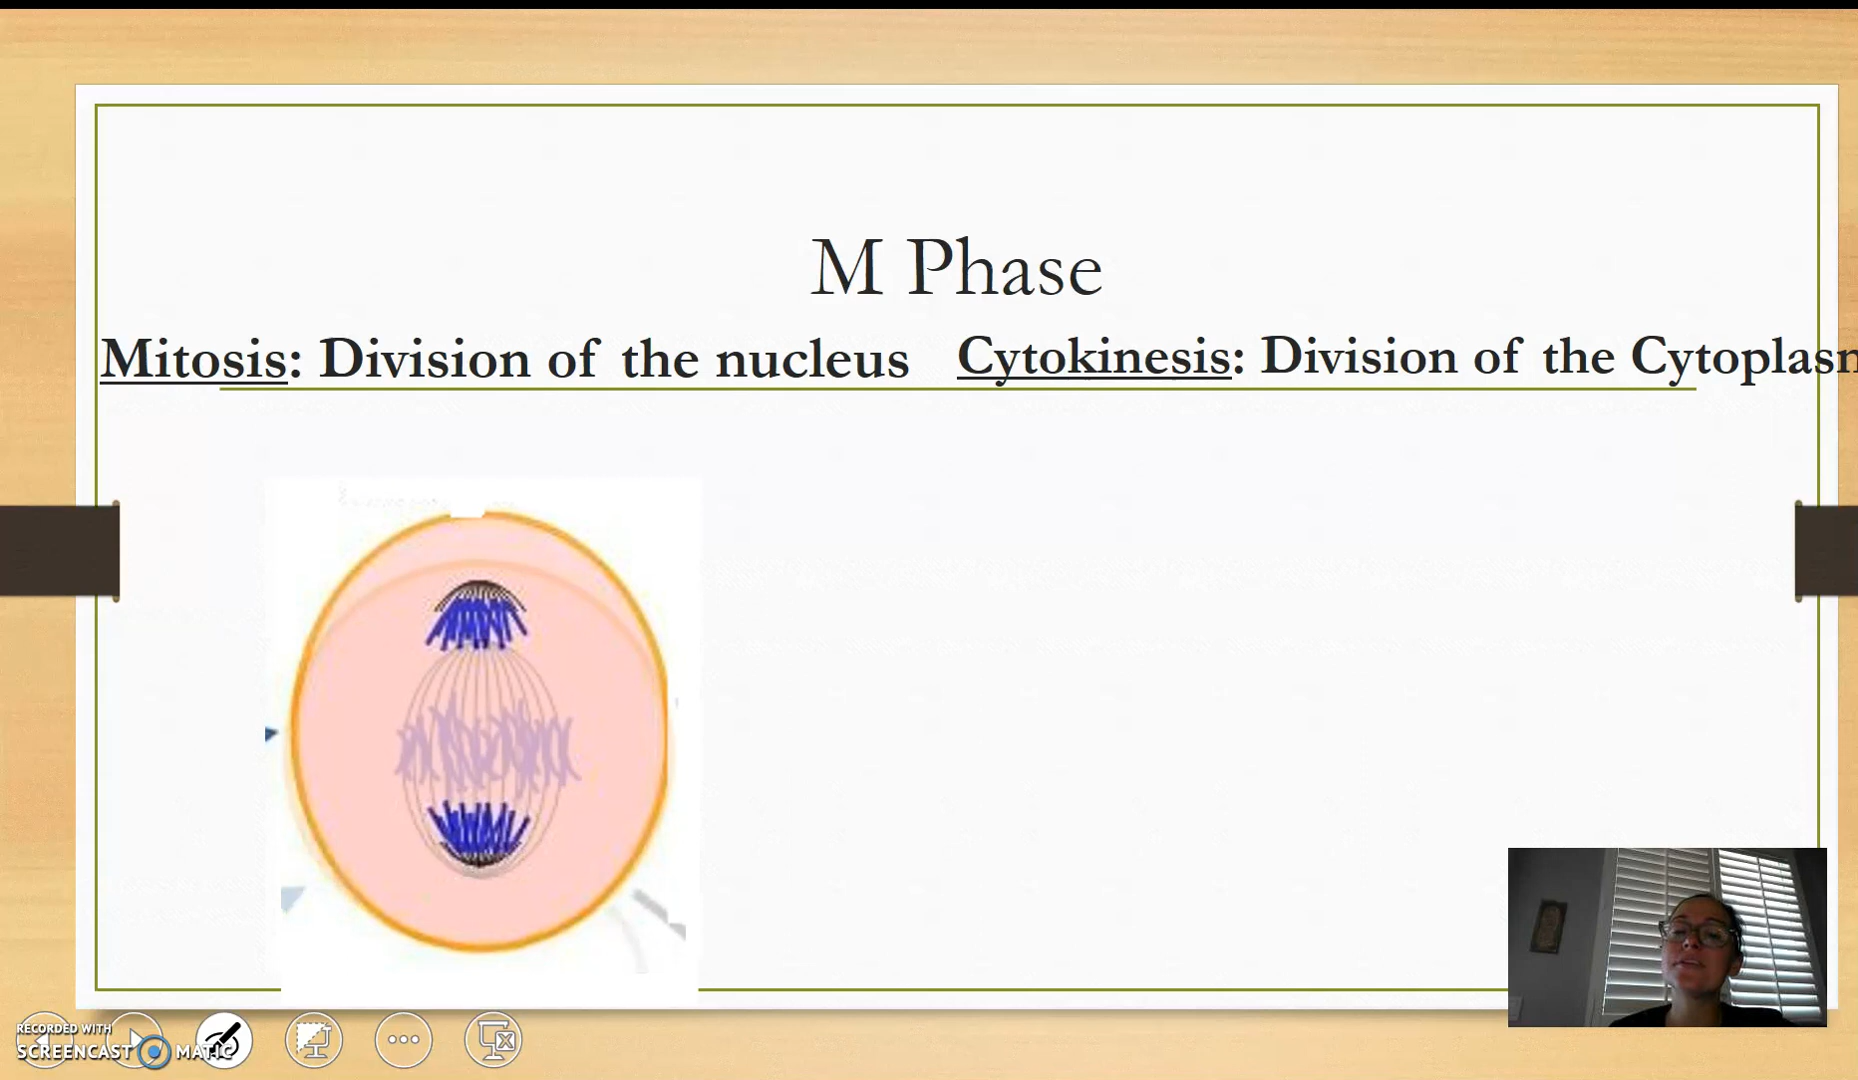 M Phase
Mitosis: Division of the nucleus
Cytokinesis: Division of the Cytoplasm
RECORDED WITH
SCREENCAST MATIC